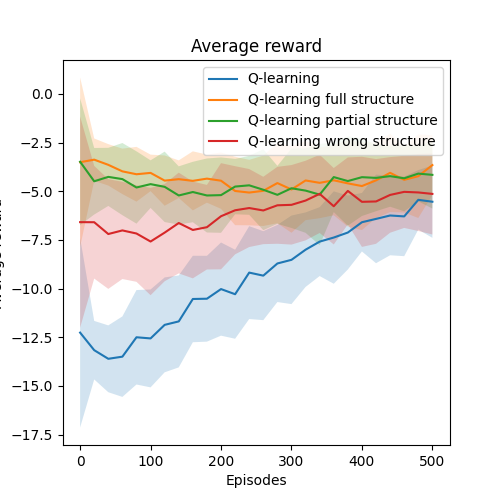 Average reward
Q-learning
Q-learning full structure
Q-learning partial structure
Q-learning wrong structure
0.0
−2.5
−5.0
−7.5
−10.0
−12.5
−15.0
−17.5
0
100
200
300
400
500
Episodes